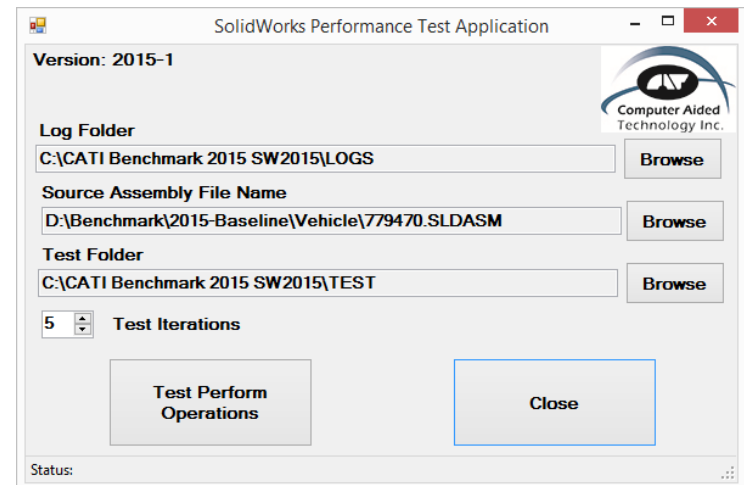 SolidWorks Performance Test Application
Version: 2015-1
Computer Aided
Technology Inc.
Log Folder
C:\CATI Benchmark 2015 SW2015\LOGS
Browse
Source Assembly File Name
D:\Benchmark\2015-Baseline\Vehicle\779470.SLDASM
Browse
Test Folder
C:\CATI Benchmark 2015 SW2015\TEST
Browse
5
Test Iterations
Test Perform
Operations
Close
Status: